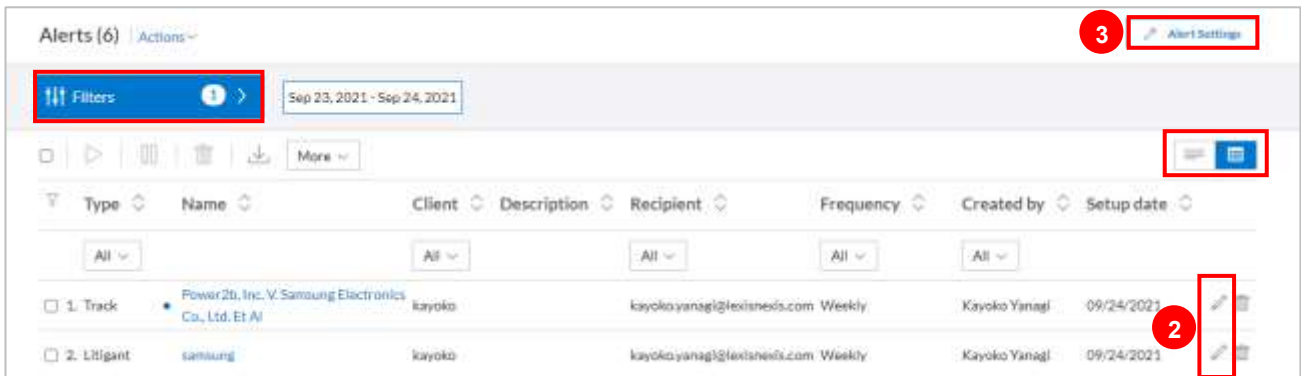 Alerts (6) Actions
3 Alert Settings
Filters 1 Sep 23, 2021 - Sep 24, 2021
More
Type Name Client Description Recipient Frequency Created by Setup date
All All All All All
1. Track Power2b, Inc. V. Samsung Electronics Co., Ltd. Et Al kayoko kayoko.yanagi@lexisnexis.com Weekly Kayoko Yanagi 09/24/2021
2
2. Litigant samsung kayoko kayoko.yanagi@lexisnexis.com Weekly Kayoko Yanagi 09/24/2021